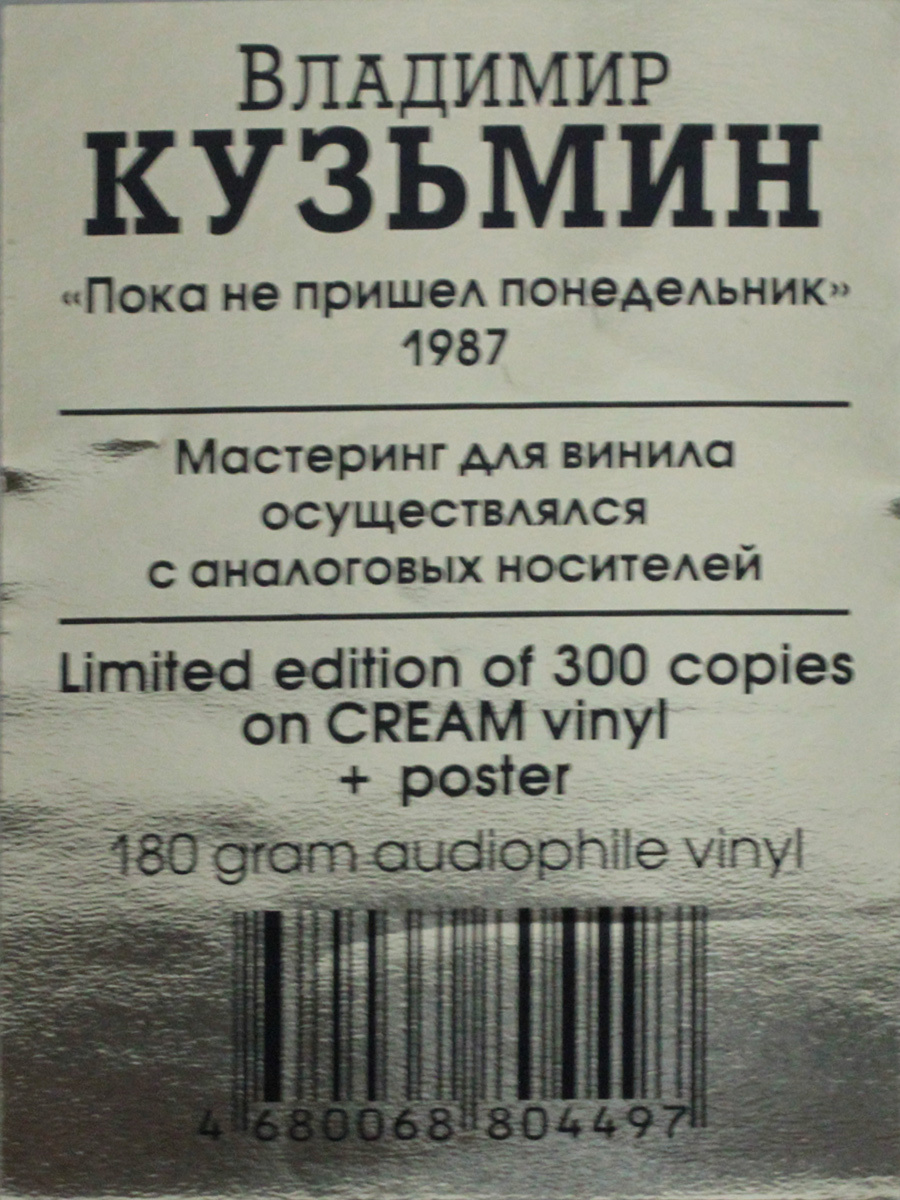 Владимир
КУЗЬМИН
«Пока не пришел понедельник»
1987
Мастеринг для винила
осуществлялся
с аналоговых носителей
Limited edition of 300 copies
on CREAM vinyl
+ poster
180 gram audiophile vinyl
4 680068 804497